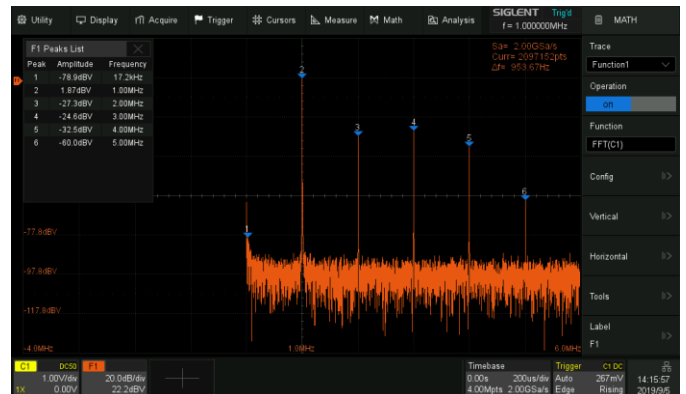 Utility Display Acquire Trigger Cursors Measure Math Analysis
SIGLENT Trig'd
f = 1.000000MHz
MATH
F1 Peaks List
Peak Amplitude Frequency
1 -78.9dBV 17.2kHz
2 1.87dBV 1.00MHz
3 -27.3dBV 2.00MHz
4 -24.6dBV 3.00MHz
5 -32.5dBV 4.00MHz
6 -60.0dBV 5.00MHz
Sa= 2.00GSa/s
Curr= 2097152pts
Δf= 953.67Hz
1
2
3
4
5
6
-77.8dBV
-97.8dBV
-117.8dBV
-4.0MHz 1.0MHz 6.0MHz
Trace
Function1
Operation
on
Function
FFT(C1)
Config
Vertical
Horizontal
Tools
Label
F1
C1 DC50
1.00V/div
1X 0.00V
F1
20.0dB/div
22.2dBV
Timebase
0.00s 200us/div
4.00Mpts 2.00GSa/s
Trigger C1 DC
Auto 267mV
Edge Rising
14:15:57
2019/9/5